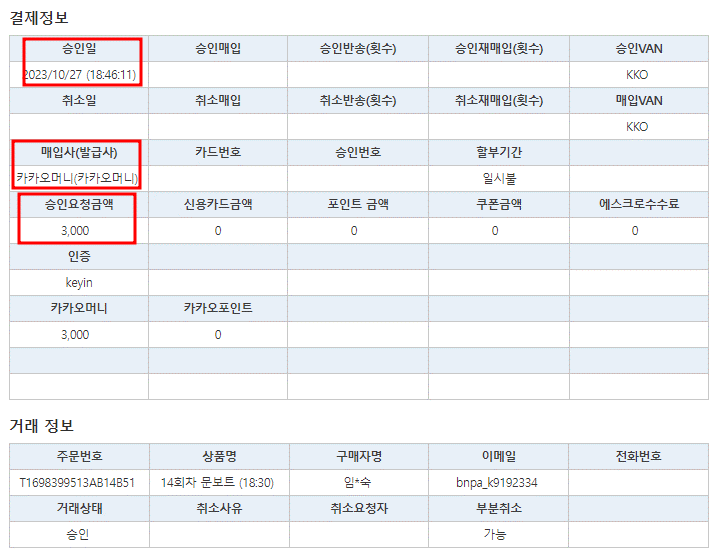 결제정보
승인일 승인매입 승인반송(횟수) 승인재매입(횟수) 승인VAN
2023/10/27 (18:46:11) KKO
취소일 취소매입 취소반송(횟수) 취소재매입(횟수) 매입VAN
KKO
매입사(발급사) 카드번호 승인번호 할부기간
카카오머니(카카오머니) 일시불
승인요청금액 신용카드금액 포인트 금액 쿠폰금액 에스크로수수료
3,000 0 0 0 0
인증
keyin
카카오머니 카카오포인트
3,000 0
거래 정보
주문번호 상품명 구매자명 이메일 전화번호
T1698399513AB14B51 14회차 문보트 (18:30) 임*숙 bnpa_k9192334
거래상태 취소사유 취소요청자 부분취소
승인 가능